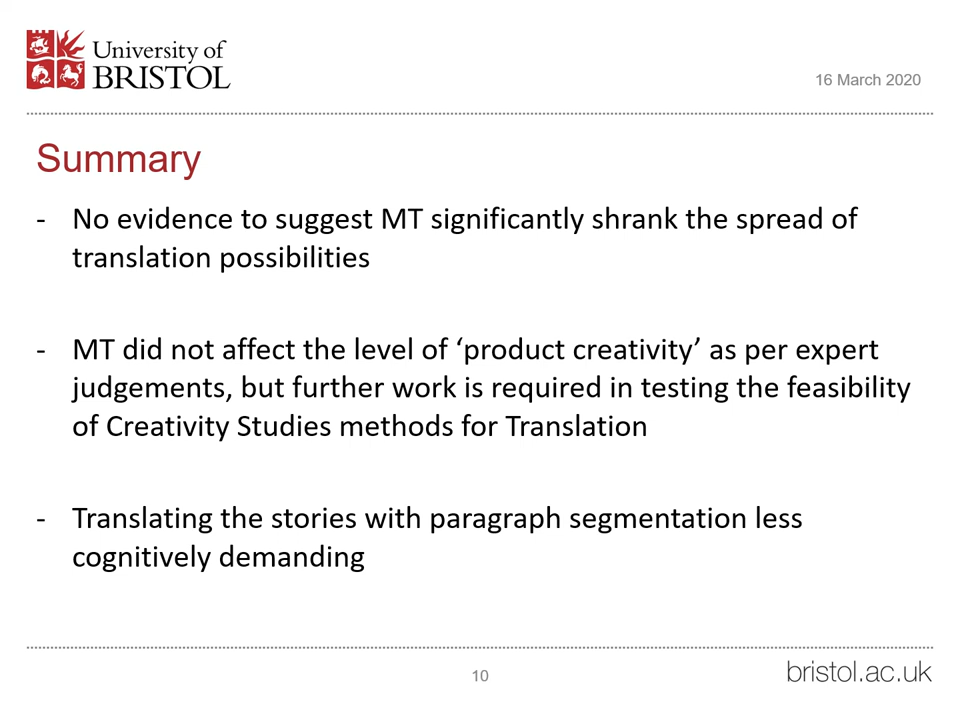 University of
BRISTOL
16 March 2020
Summary
- No evidence to suggest MT significantly shrank the spread of
translation possibilities
- MT did not affect the level of ‘product creativity’ as per expert
judgements, but further work is required in testing the feasibility
of Creativity Studies methods for Translation
- Translating the stories with paragraph segmentation less
cognitively demanding
10
bristol.ac.uk